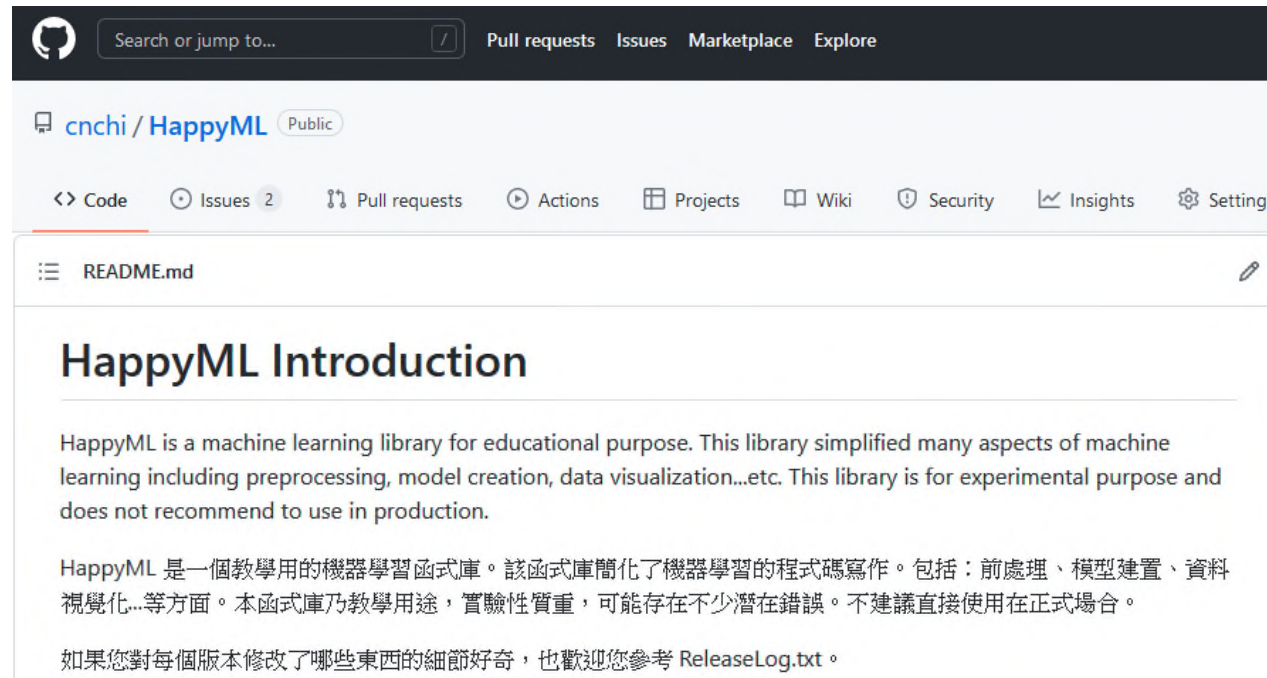 Search or jump to... / Pull requests Issues Marketplace Explore
cnchi / HappyML Public
<> Code Issues 2 Pull requests Actions Projects Wiki Security Insights Setting
README.md
HappyML Introduction
HappyML is a machine learning library for educational purpose. This library simplified many aspects of machine
learning including preprocessing, model creation, data visualization...etc. This library is for experimental purpose and
does not recommend to use in production.
HappyML 是一個教學用的機器學習函式庫。該函式庫簡化了機器學習的程式碼寫作。包括：前處理、模型建置、資料
視覺化...等方面。本函式庫乃教學用途，實驗性質重，可能存在不少潛在錯誤。不建議直接使用在正式場合。
如果您對每個版本修改了哪些東西的細節好奇，也歡迎您參考 ReleaseLog.txt。